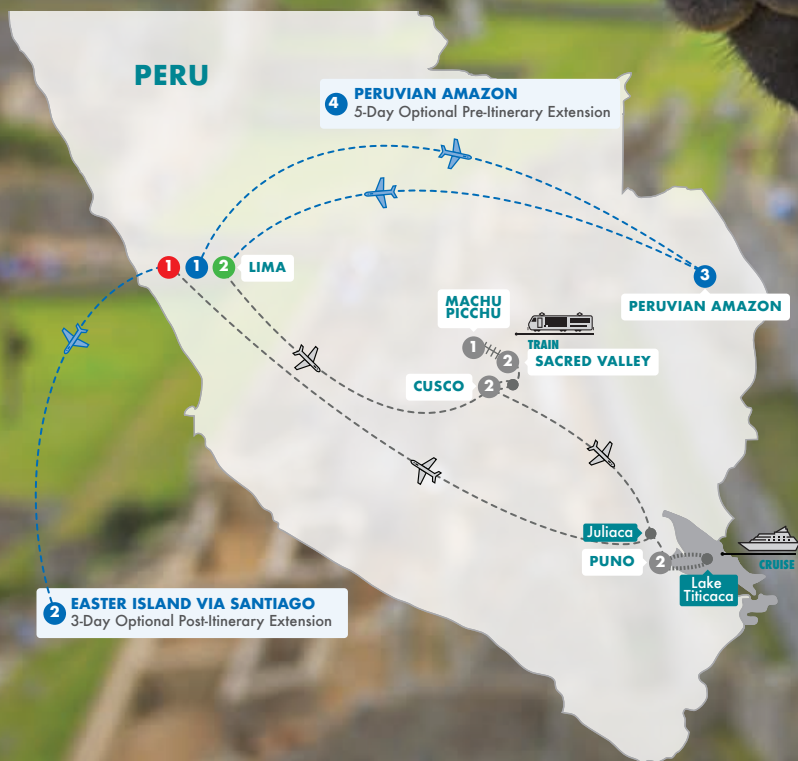 PERU
4 PERUVIAN AMAZON
5-Day Optional Pre-Itinerary Extension
1 1 2 LIMA
3
PERUVIAN AMAZON
MACHU
PICCHU
TRAIN
1 2 SACRED VALLEY
CUSCO 2
Juliaca
PUNO 2
CRUISE
Lake
Titicaca
2 EASTER ISLAND VIA SANTIAGO
3-Day Optional Post-Itinerary Extension